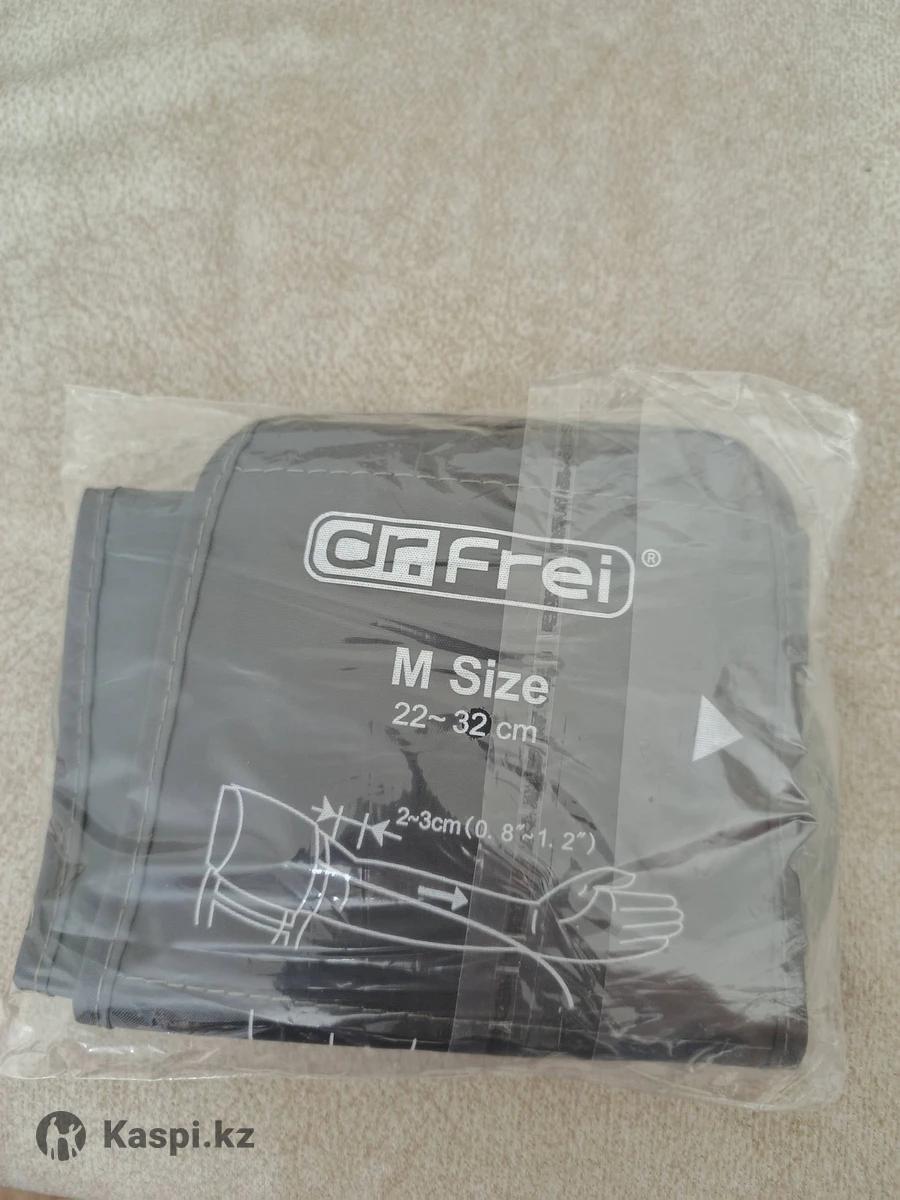 dr.frei®
M Size
22~ 32 cm
2~3cm(0. 8″~1. 2″)
Kaspi.kz